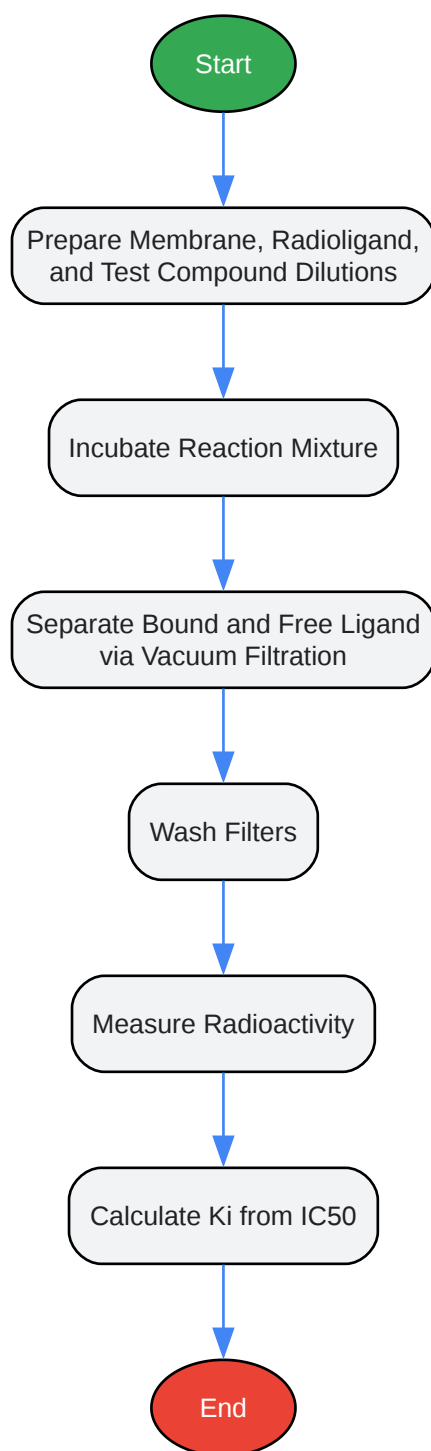 Start
Prepare Membrane, Radioligand,
and Test Compound Dilutions
Incubate Reaction Mixture
Separate Bound and Free Ligand
via Vacuum Filtration
Wash Filters
Measure Radioactivity
Calculate Ki from IC50
End